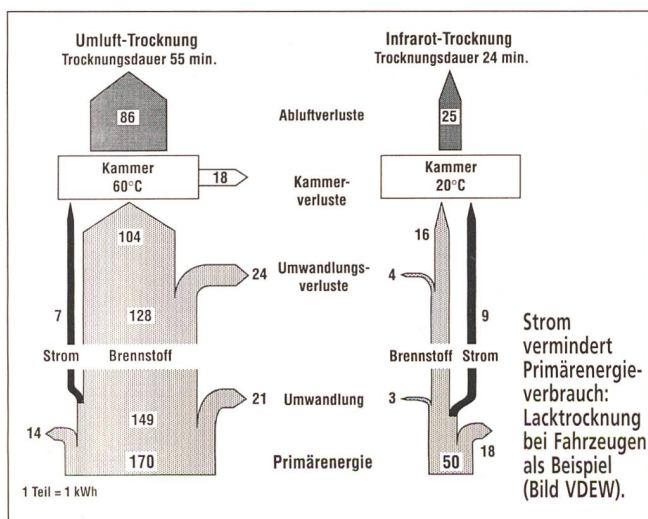 Umluft-Trocknung
Trocknungsdauer 55 min.
Infrarot-Trocknung
Trocknungsdauer 24 min.
86
Abluftverluste
25
Kammer
60°C
18
Kammer-
verluste
Kammer
20°C
104
16
24
Umwandlungs-
verluste
4
7
128
9
Strom
Brennstoff
Brennstoff
Strom
21
Umwandlung
3
149
14
170
Primärenergie
50
18
1 Teil = 1 kWh
Strom
vermindert
Primärenergie-
verbrauch:
Lacktrocknung
bei Fahrzeugen
als Beispiel
(Bild VDEW).